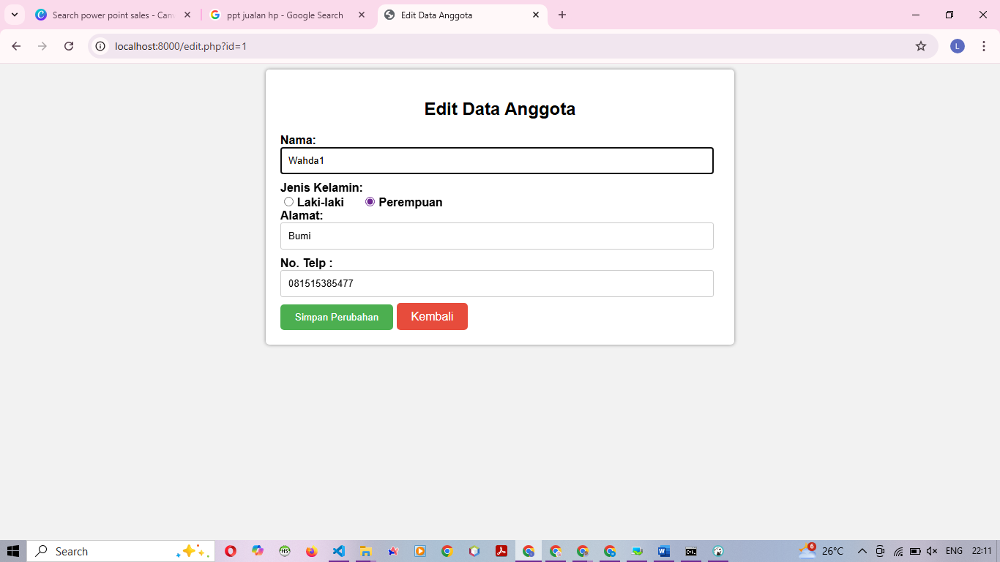 Search power point sales - Can
ppt jualan hp - Google Search
Edit Data Anggota
localhost:8000/edit.php?id=1
L
Edit Data Anggota
Nama:
Wahda1
Jenis Kelamin:
Laki-laki Perempuan
Alamat:
Bumi
No. Telp :
081515385477
Simpan Perubahan Kembali
Search
6
26°C
ENG
22:11